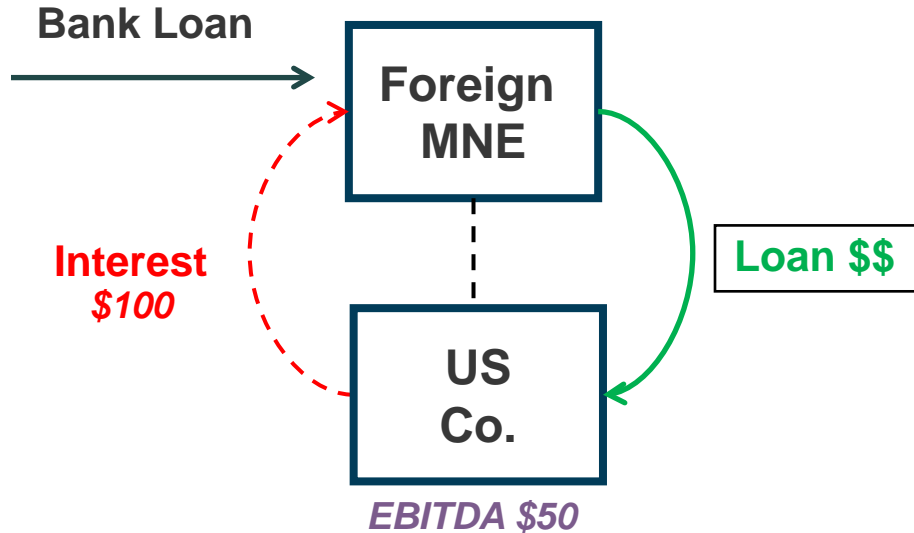 Bank Loan
Foreign
MNE
Interest
$100
Loan $$
US
Co.
EBITDA $50